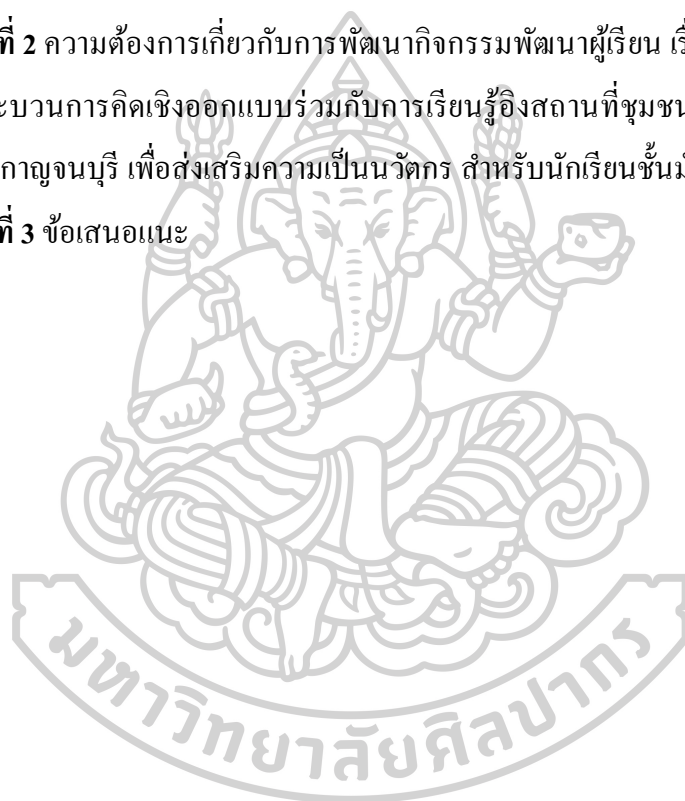 ที่ 2 ความต้องการเกี่ยวกับการพัฒนากิจกรรมพัฒนาผู้เรียน
ะบวนการคิดเชิงออกแบบร่วมกับการเรียนรู้อิงสถานที่ชุมชน
กาญจนบุรี เพื่อส่งเสริมความเป็นนวัตกร สำหรับนักเรียนชั้น
ที่ 3 ข้อเสนอแนะ
มหาวิทยาลัยศิลปากร